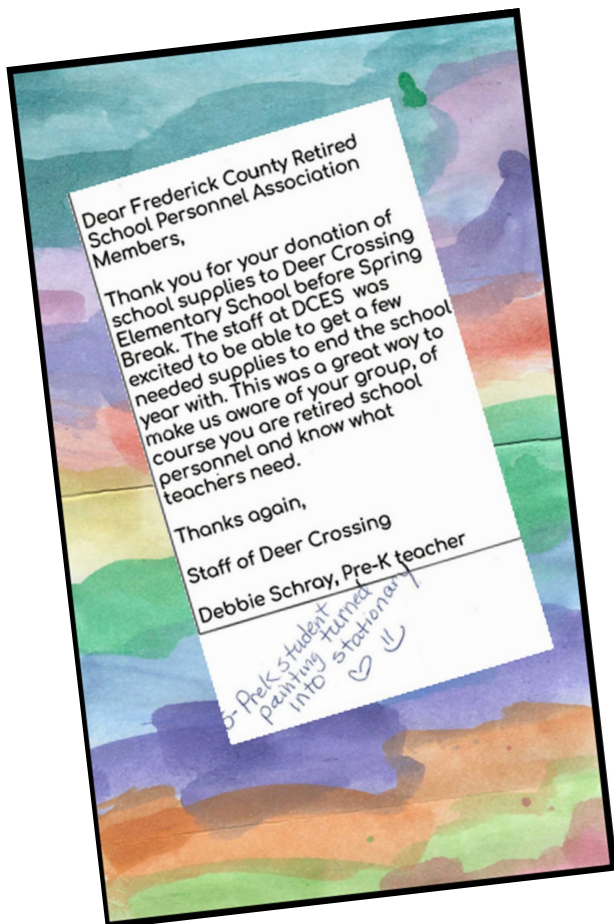 Dear Frederick County Retired
School Personnel Association
Members,
Thank you for your donation of
school supplies to Deer Crossing
Elementary School before Spring
Break. The staff at DCES was
excited to be able to get a few
needed supplies to end the school
year with. This was a great way to
make us aware of your group, of
course you are retired school
personnel and know what
teachers need.
Thanks again,
Staff of Deer Crossing
Debbie Schray, Pre-K teacher
PreK student
painting turned
into stationary